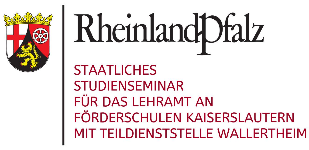 RheinlandPfalz
STAATLICHES
STUDIENSEMINAR
FÜR DAS LEHRAMT AN
FÖRDERSCHULEN KAISERSLAUTERN
MIT TEILDIENSTSTELLE WALLERTHEIM